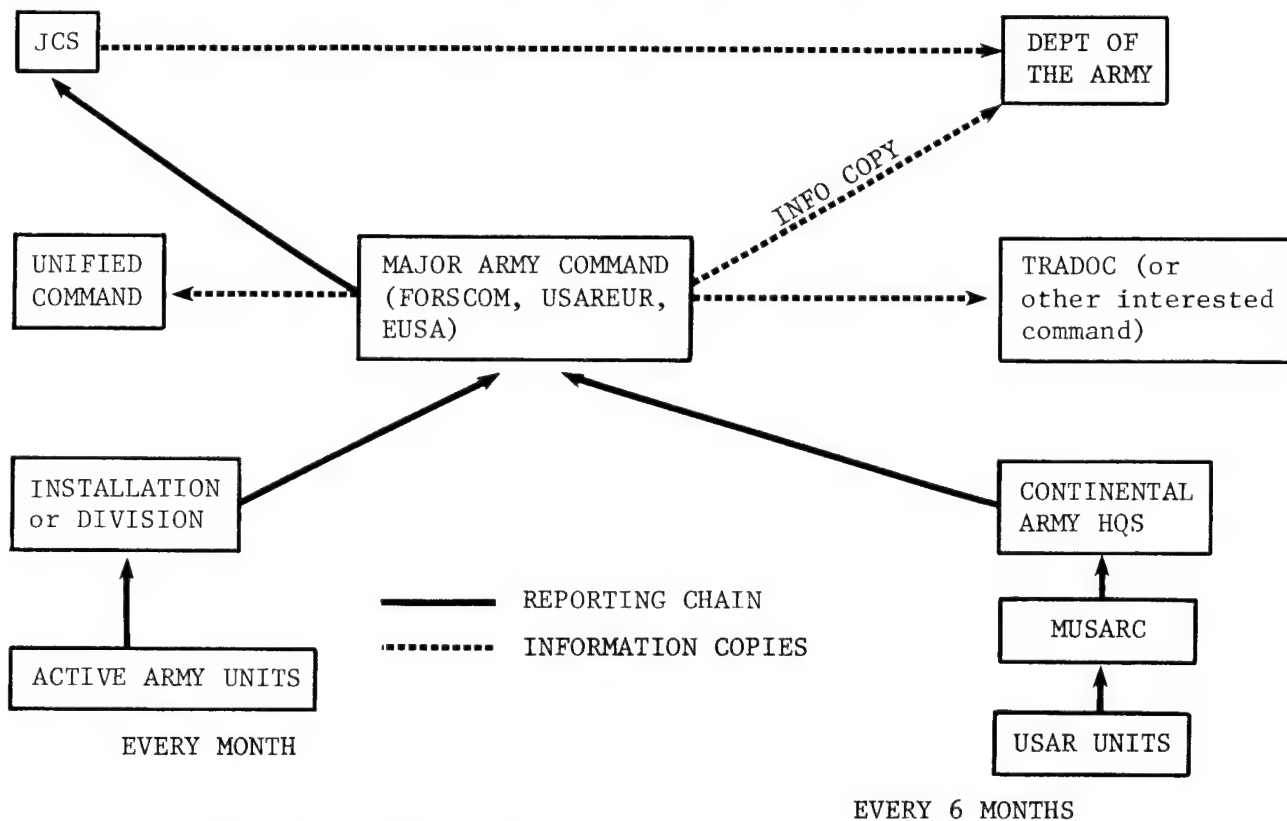 JCS
DEPT OF
THE ARMY
INFO COPY
UNIFIED
COMMAND
MAJOR ARMY COMMAND
(FORSCOM, USAREUR,
EUSA)
TRADOC (or
other interested
command)
INSTALLATION
or DIVISION
CONTINENTAL
ARMY HQS
REPORTING CHAIN
INFORMATION COPIES
MUSARC
ACTIVE ARMY UNITS
USAR UNITS
EVERY MONTH
EVERY 6 MONTHS